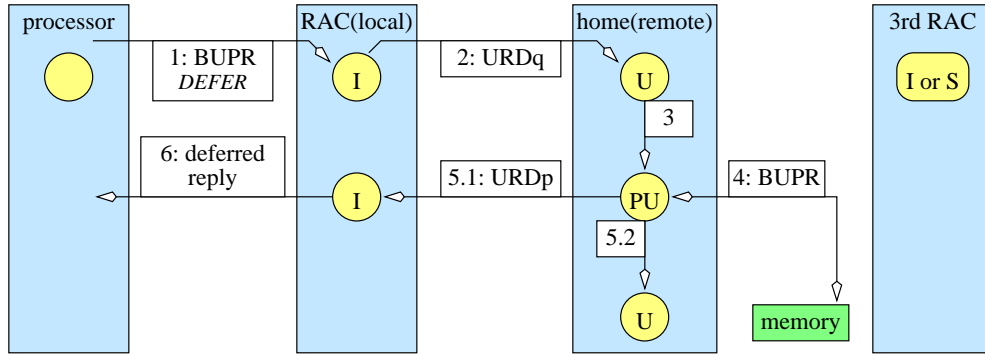 processor
RAC(local)
home(remote)
3rd RAC
1: BUPR
DEFER
2: URDq
I
U
I or S
3
6: deferred
reply
5.1: URDp
4: BUPR
I
PU
5.2
U
memory